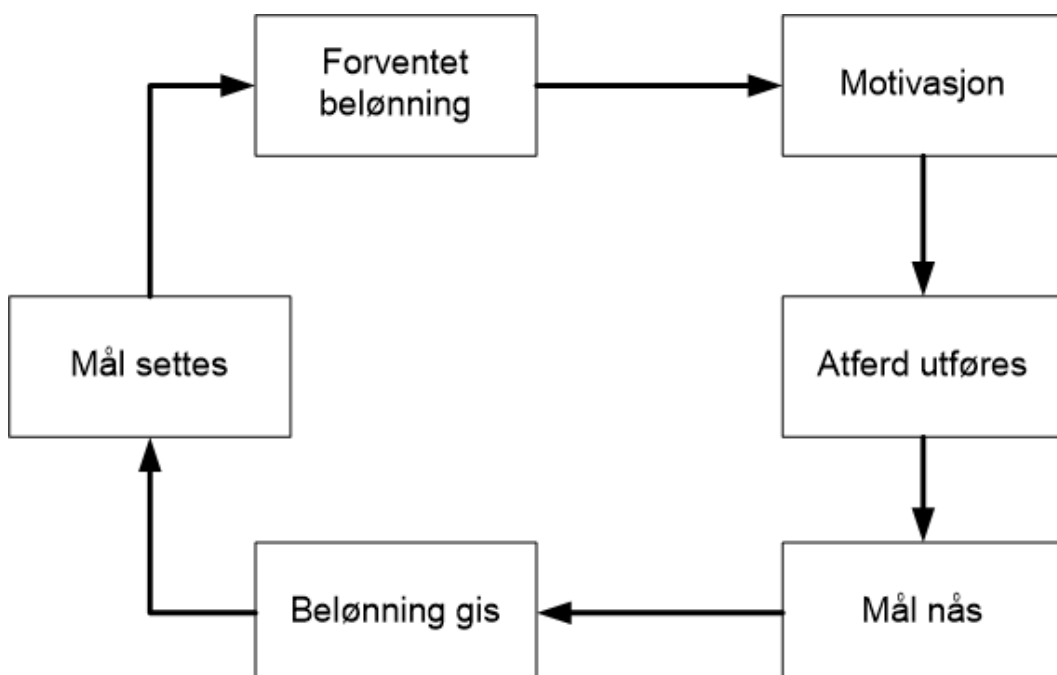 Forventet
belønning
Motivasjon
Mål settes
Atferd utføres
Belønning gis
Mål nås